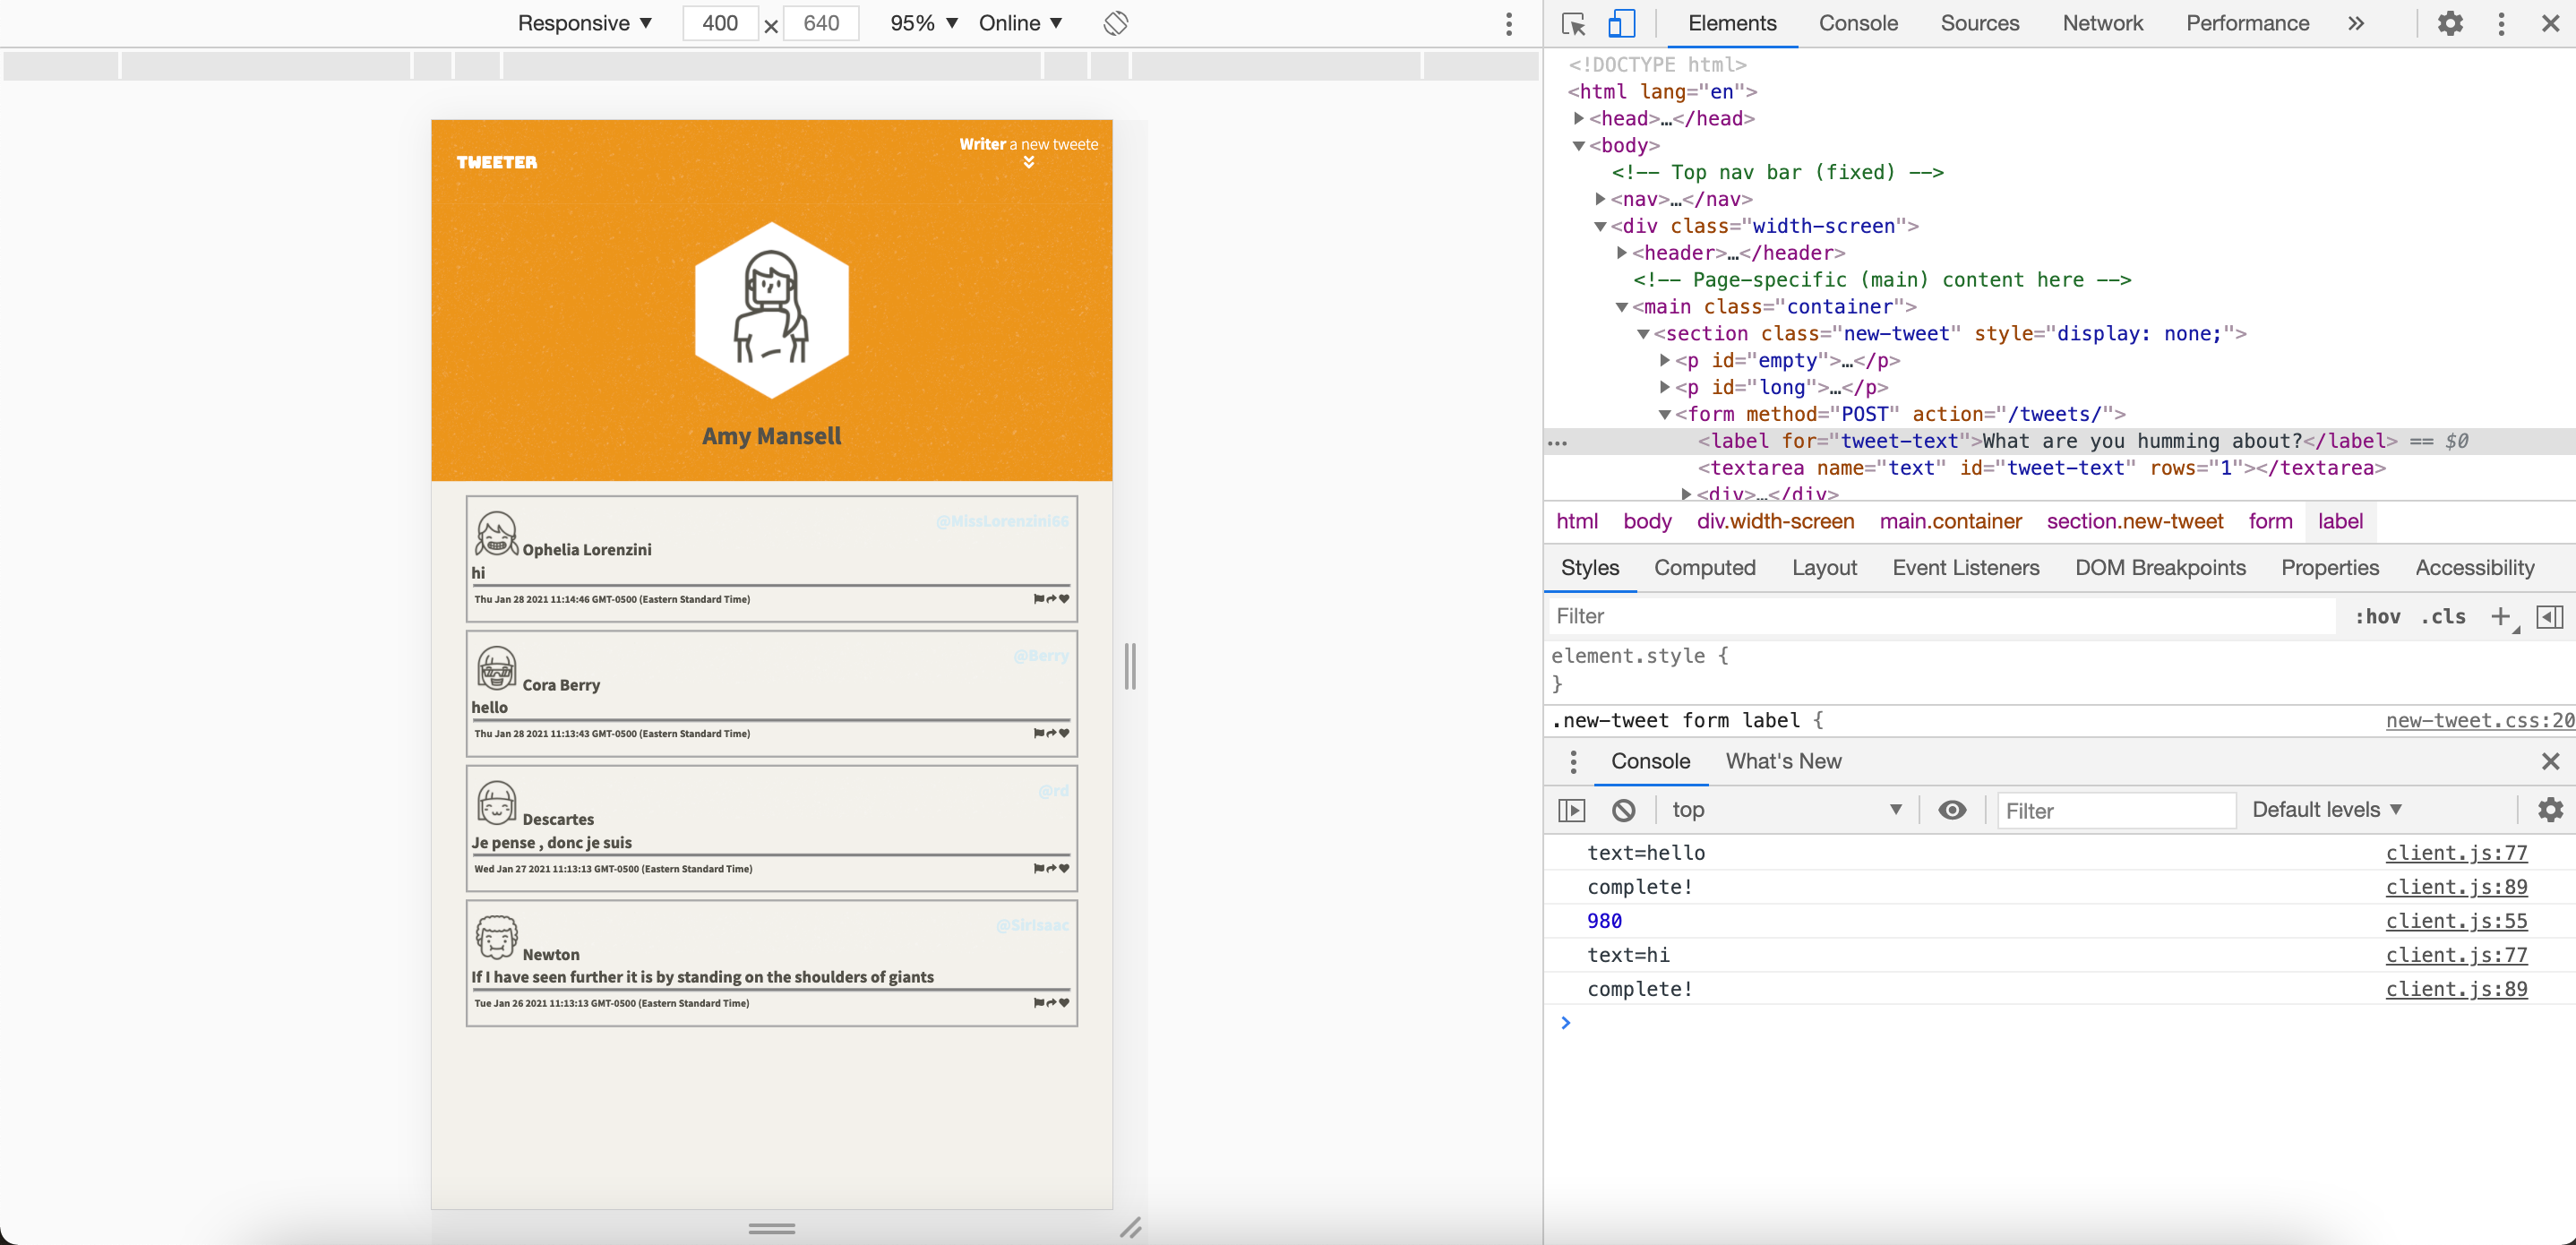 Responsive ▼ 400 × 640 95% ▼ Online ▼
TWEETER
Writer a new tweete
Amy Mansell
@MissLorenzini66
Ophelia Lorenzini
hi
Thu Jan 28 2021 11:14:46 GMT-0500 (Eastern Standard Time)
@Berry
Cora Berry
hello
Thu Jan 28 2021 11:13:43 GMT-0500 (Eastern Standard Time)
@rd
Descartes
Je pense , donc je suis
Wed Jan 27 2021 11:13:13 GMT-0500 (Eastern Standard Time)
@SirIsaac
Newton
If I have seen further it is by standing on the shoulders of giants
Tue Jan 26 2021 11:13:13 GMT-0500 (Eastern Standard Time)
Elements Console Sources Network Performance »
<!DOCTYPE html>
<html lang="en">
▶<head>…</head>
▼<body>
<!-- Top nav bar (fixed) -->
▶<nav>…</nav>
▼<div class="width-screen">
▶<header>…</header>
<!-- Page-specific (main) content here -->
▼<main class="container">
▼<section class="new-tweet" style="display: none;">
▶<p id="empty">…</p>
▶<p id="long">…</p>
▼<form method="POST" action="/tweets/">
… <label for="tweet-text">What are you humming about?</label> == $0
<textarea name="text" id="tweet-text" rows="1"></textarea>
▶<div>…</div>
html body div.width-screen main.container section.new-tweet form label
Styles Computed Layout Event Listeners DOM Breakpoints Properties Accessibility
Filter :hov .cls +
element.style {
}
.new-tweet form label { new-tweet.css:20
Console What's New
top ▼ Filter Default levels ▼
text=hello client.js:77
complete! client.js:89
980 client.js:55
text=hi client.js:77
complete! client.js:89
>